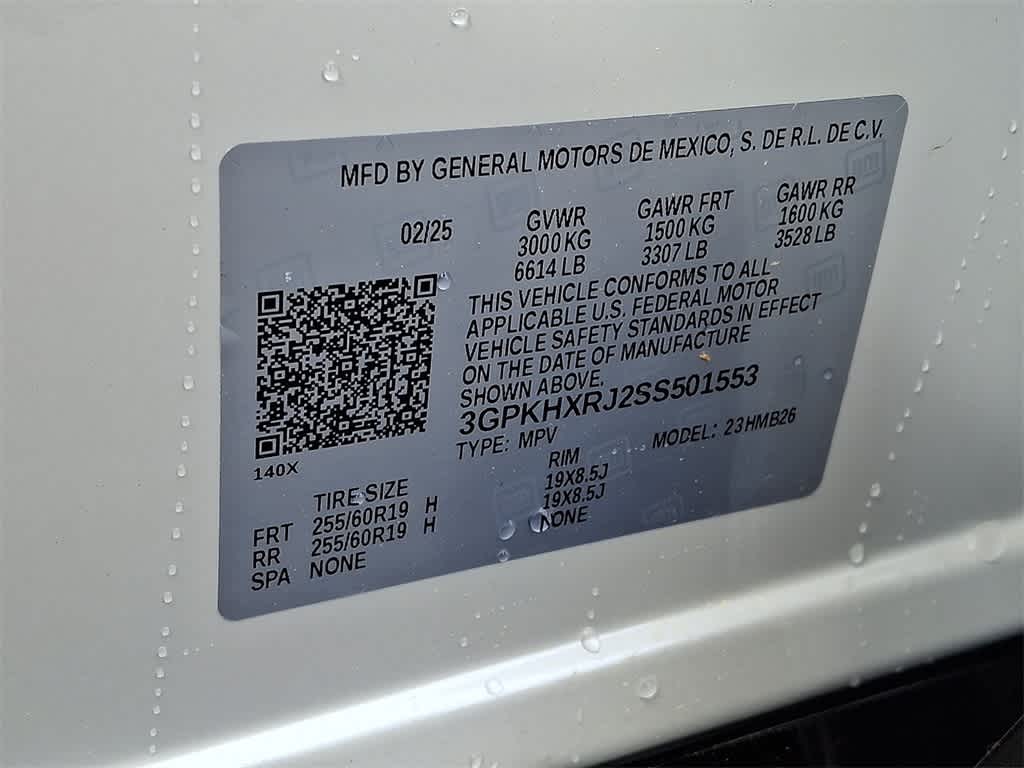 MFD BY GENERAL MOTORS DE MEXICO, S. DE R.L. DE C.V.
02/25 GVWR GAWR FRT GAWR RR
3000 KG 1500 KG 1600 KG
6614 LB 3307 LB 3528 LB
THIS VEHICLE CONFORMS TO ALL
APPLICABLE U.S. FEDERAL MOTOR
VEHICLE SAFETY STANDARDS IN EFFECT
ON THE DATE OF MANUFACTURE
SHOWN ABOVE.
3GPKHXRJ2SS501553
TYPE: MPV MODEL: 23HMB26
140X
TIRE SIZE RIM
FRT 255/60R19 H 19X8.5J
RR 255/60R19 H 19X8.5J
SPA NONE NONE